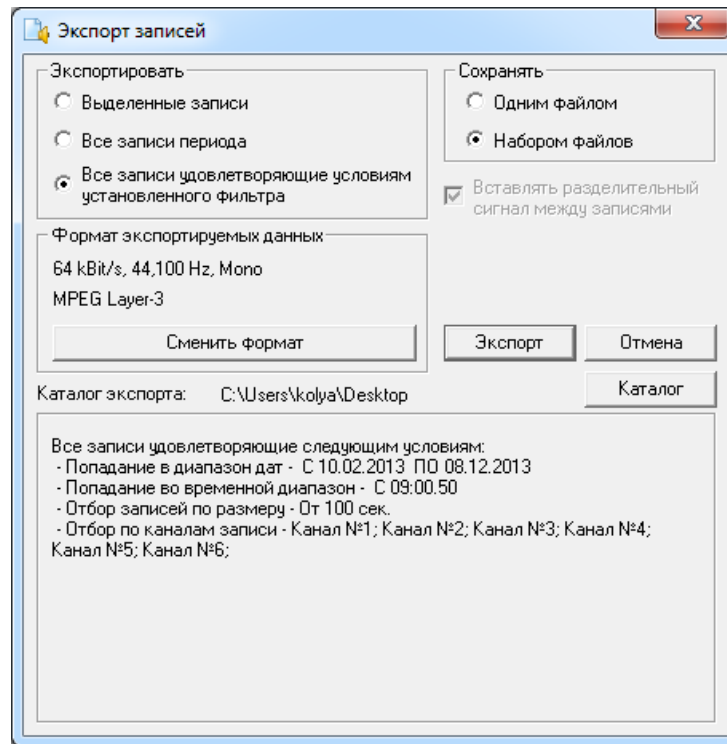 Экспорт записей
Экспортировать
Выделенные записи
Все записи периода
Все записи удовлетворяющие условиям
установленного фильтра
Сохранять
Одним файлом
Набором файлов
Вставлять разделительный
сигнал между записями
Формат экспортируемых данных
64 kBit/s, 44,100 Hz, Mono
MPEG Layer-3
Сменить формат
Экспорт
Отмена
Каталог экспорта: C:\Users\kolya\Desktop
Каталог
Все записи удовлетворяющие следующим условиям:
- Попадание в диапазон дат - С 10.02.2013 ПО 08.12.2013
- Попадание во временной диапазон - С 09:00.50
- Отбор записей по размеру - От 100 сек.
- Отбор по каналам записи - Канал №1; Канал №2; Канал №3; Канал №4;
Канал №5; Канал №6;